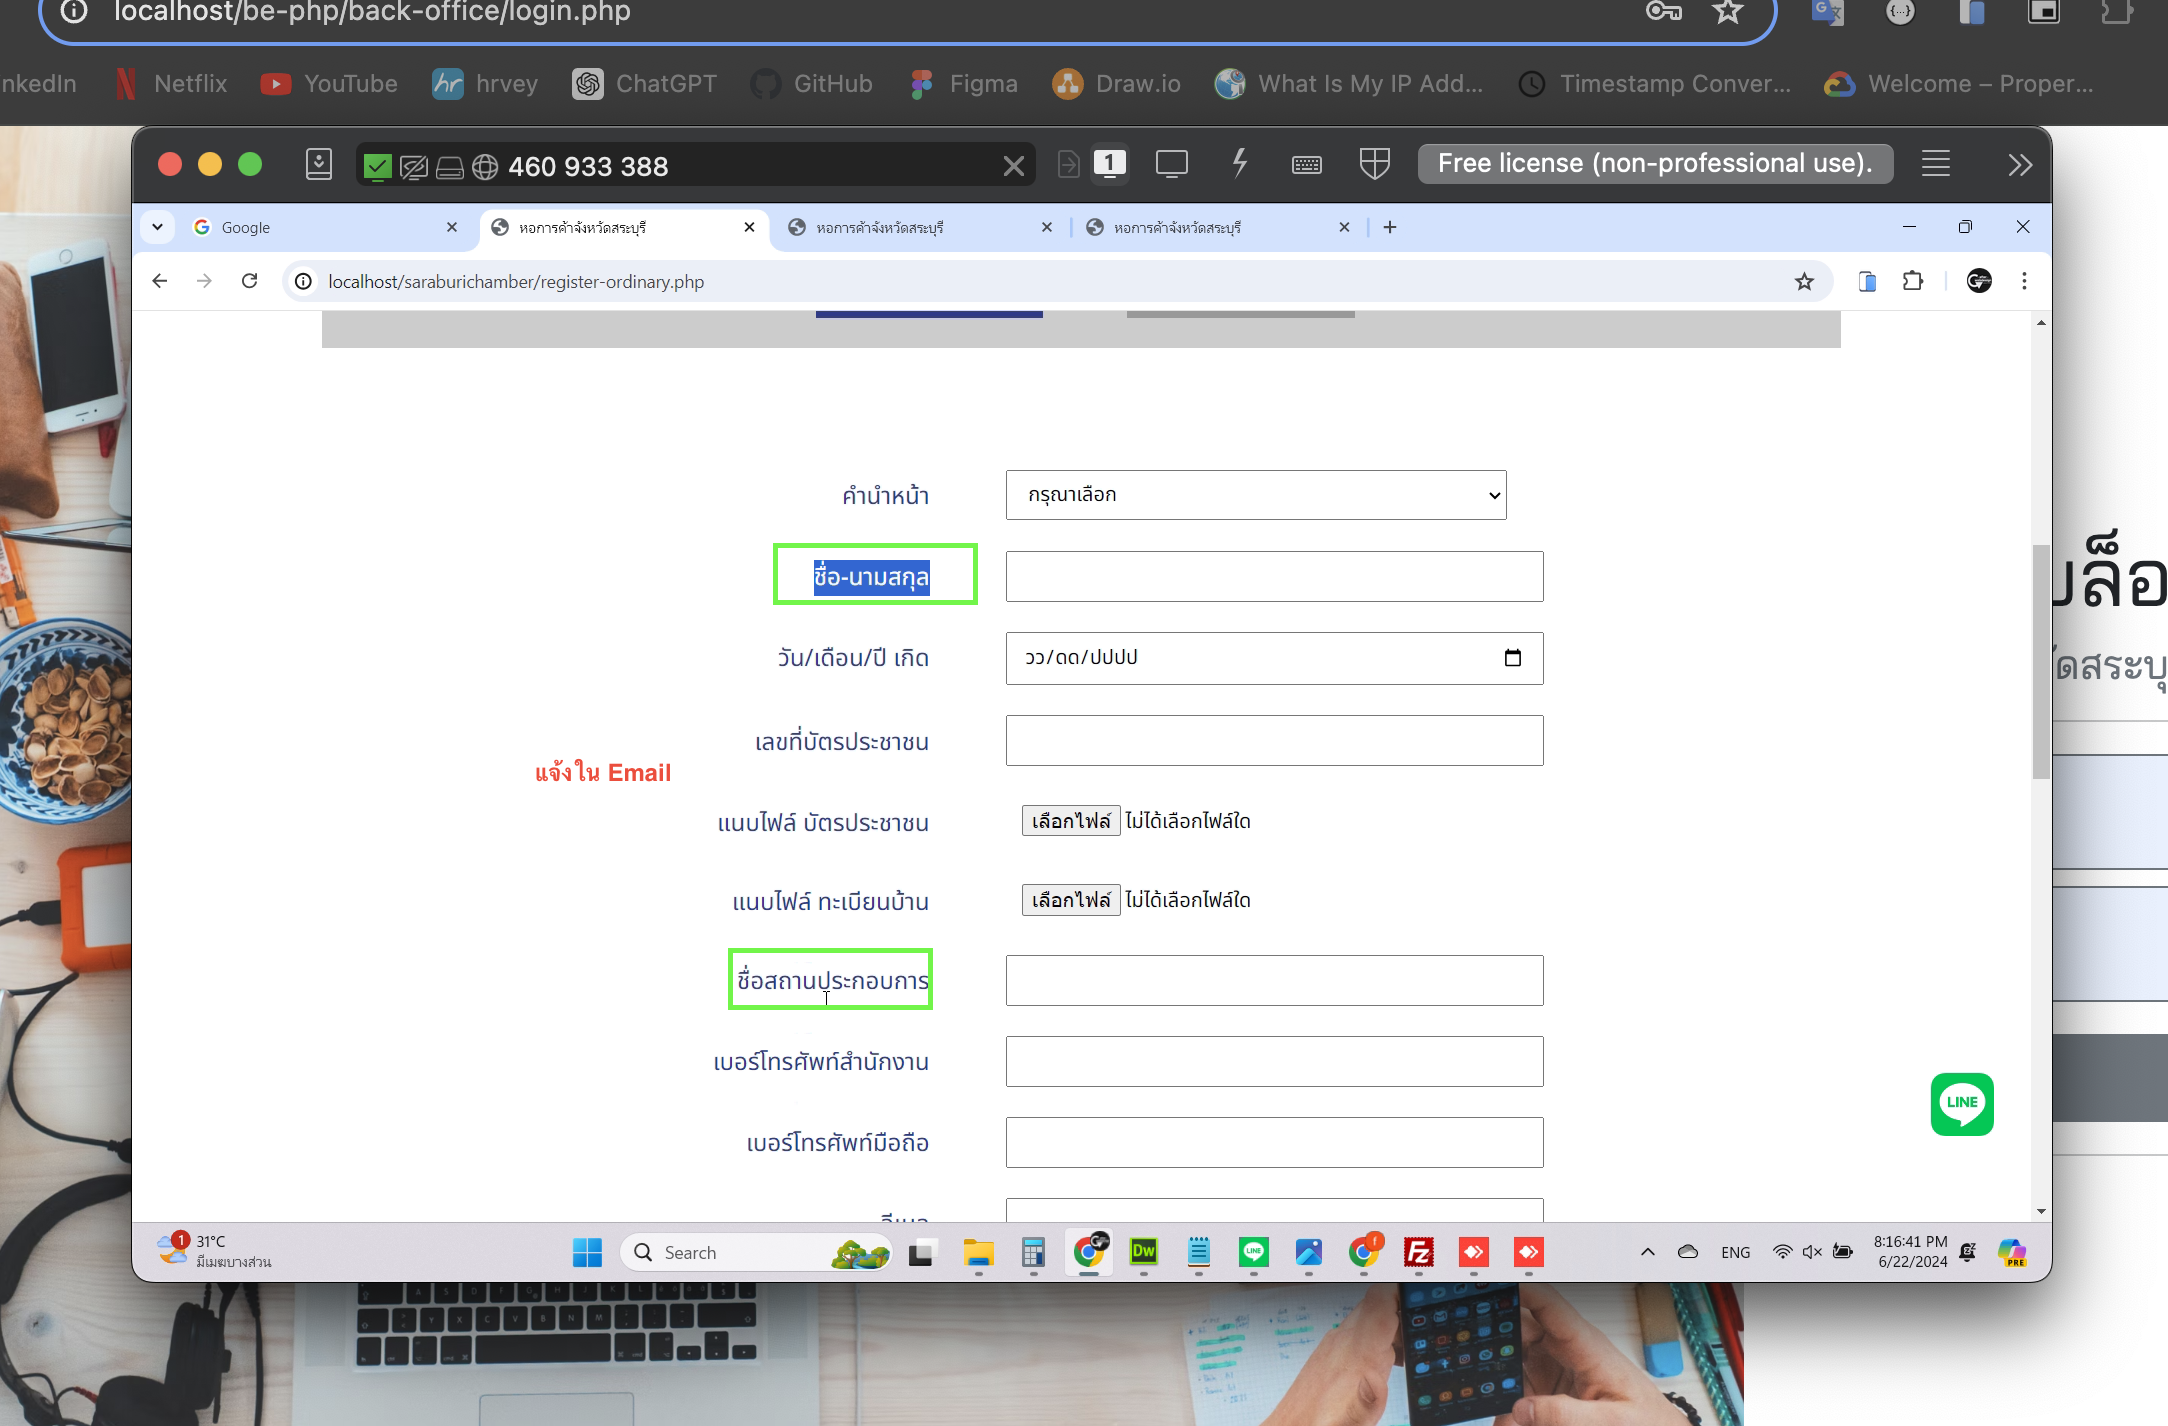 localhost/be-php/back-office/login.php
nkedIn Netflix YouTube hr hrvey ChatGPT GitHub Figma Draw.io What Is My IP Add... Timestamp Conver... Welcome – Proper...
460 933 388 1 Free license (non-professional use).
Google หอการค้าจังหวัดสระบุรี หอการค้าจังหวัดสระบุรี หอการค้าจังหวัดสระบุรี
localhost/saraburichamber/register-ordinary.php
คำนำหน้า กรุณาเลือก
ชื่อ-นามสกุล
วัน/เดือน/ปี เกิด วว/ดด/ปปปป
เลขที่บัตรประชาชน
แจ้งใน Email
แนบไฟล์ บัตรประชาชน เลือกไฟล์ ไม่ได้เลือกไฟล์ใด
แนบไฟล์ ทะเบียนบ้าน เลือกไฟล์ ไม่ได้เลือกไฟล์ใด
ชื่อสถานประกอบการ
เบอร์โทรศัพท์สำนักงาน
LINE
เบอร์โทรศัพท์มือถือ
บล็อ
ัดสระบุ
1 31°C
มีเมฆบางส่วน
Search Dw LINE f Fz ENG 8:16:41 PM
6/22/2024
PRE